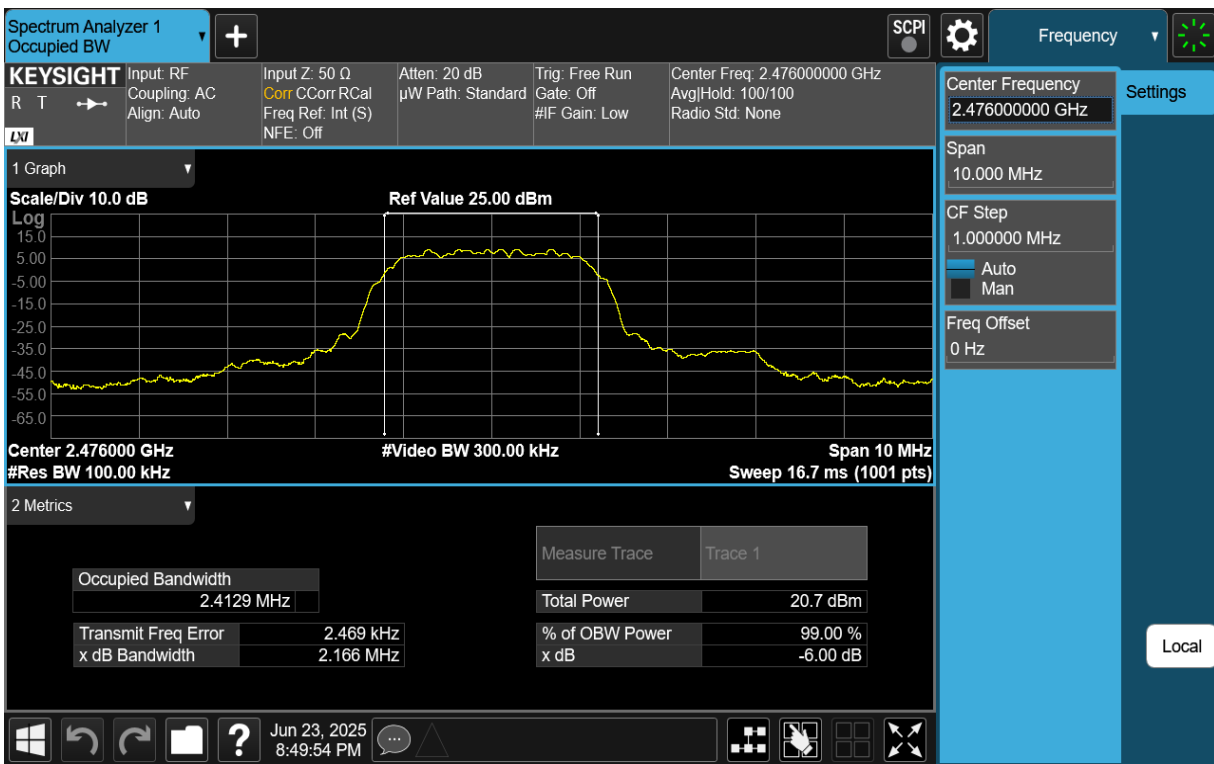 Spectrum Analyzer 1
Occupied BW
SCPI
Frequency
KEYSIGHT
R T
LXI
Input: RF
Coupling: AC
Align: Auto
Input Z: 50 Ω
Corr CCorr RCal
Freq Ref: Int (S)
NFE: Off
Atten: 20 dB
µW Path: Standard
Trig: Free Run
Gate: Off
#IF Gain: Low
Center Freq: 2.476000000 GHz
Avg|Hold: 100/100
Radio Std: None
Center Frequency
2.476000000 GHz
Settings
Span
10.000 MHz
CF Step
1.000000 MHz
Auto
Man
Freq Offset
0 Hz
Local
1 Graph
Scale/Div 10.0 dB
Ref Value 25.00 dBm
Log
15.0
5.00
-5.00
-15.0
-25.0
-35.0
-45.0
-55.0
-65.0
Center 2.476000 GHz
#Video BW 300.00 kHz
Span 10 MHz
#Res BW 100.00 kHz
Sweep 16.7 ms (1001 pts)
2 Metrics
Measure Trace Trace 1
Occupied Bandwidth
2.4129 MHz
Total Power 20.7 dBm
Transmit Freq Error 2.469 kHz
% of OBW Power 99.00 %
x dB Bandwidth 2.166 MHz
x dB -6.00 dB
?
Jun 23, 2025
8:49:54 PM